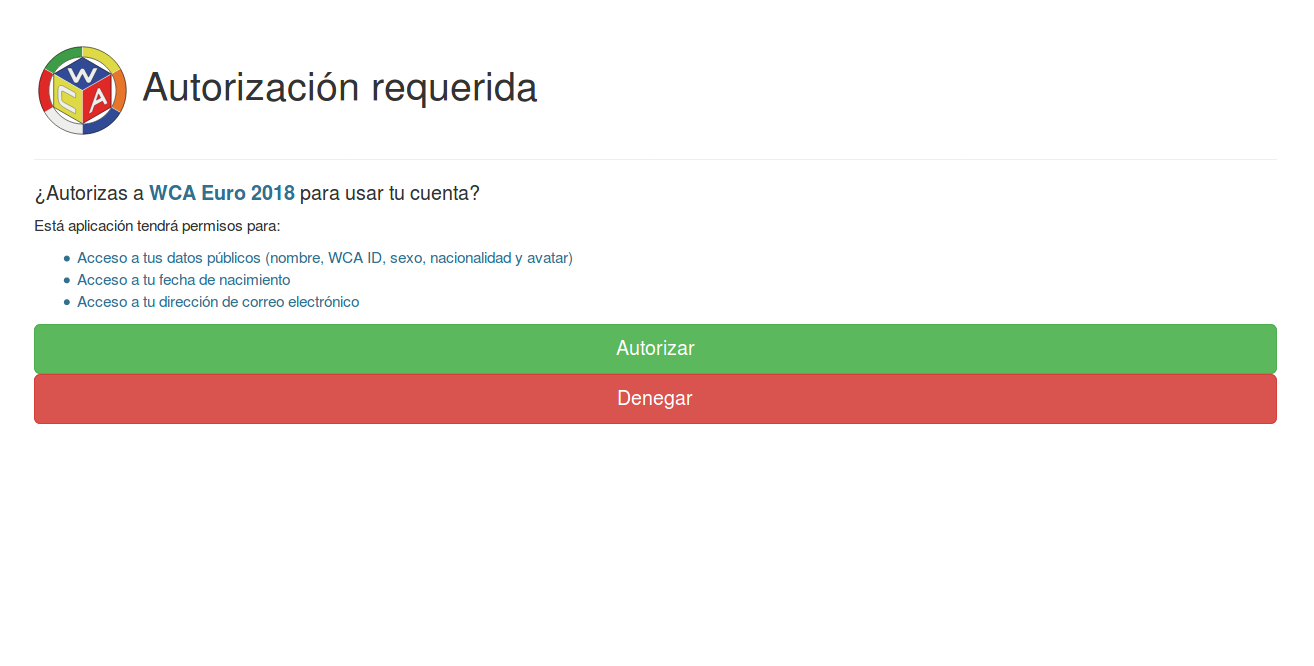 W
C
A
Autorización requerida
¿Autorizas a WCA Euro 2018 para usar tu cuenta?
Está aplicación tendrá permisos para:
Acceso a tus datos públicos (nombre, WCA ID, sexo, nacionalidad y avatar)
Acceso a tu fecha de nacimiento
Acceso a tu dirección de correo electrónico
Autorizar
Denegar